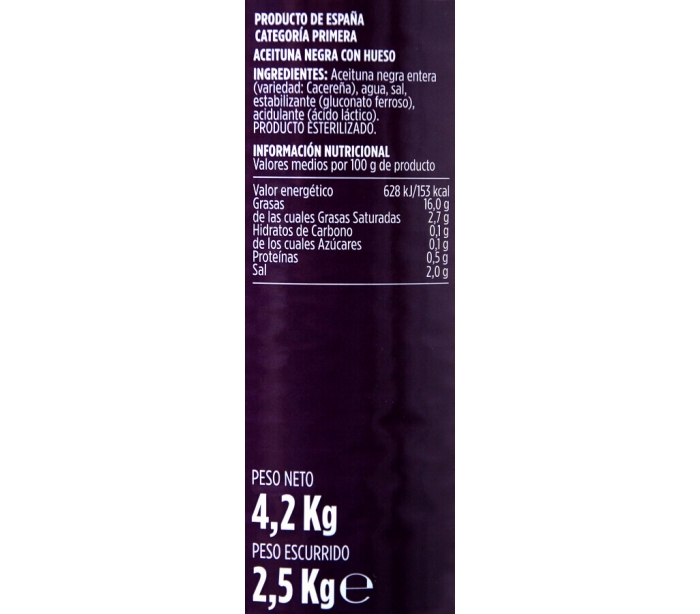 PRODUCTO DE ESPAÑA
CATEGORÍA PRIMERA
ACEITUNA NEGRA CON HUESO
INGREDIENTES: Aceituna negra entera
(variedad: Cacereña), agua, sal,
estabilizante (gluconato ferroso),
acidulante (ácido láctico).
PRODUCTO ESTERILIZADO.
INFORMACIÓN NUTRICIONAL
Valores medios por 100 g de producto
Valor energético 628 kJ/153 kcal
Grasas 16,0 g
de las cuales Grasas Saturadas 2,7 g
Hidratos de Carbono 0,1 g
de los cuales Azúcares 0,1 g
Proteínas 0,5 g
Sal 2,0 g
PESO NETO
4,2 Kg
PESO ESCURRIDO
2,5 Kg ℮